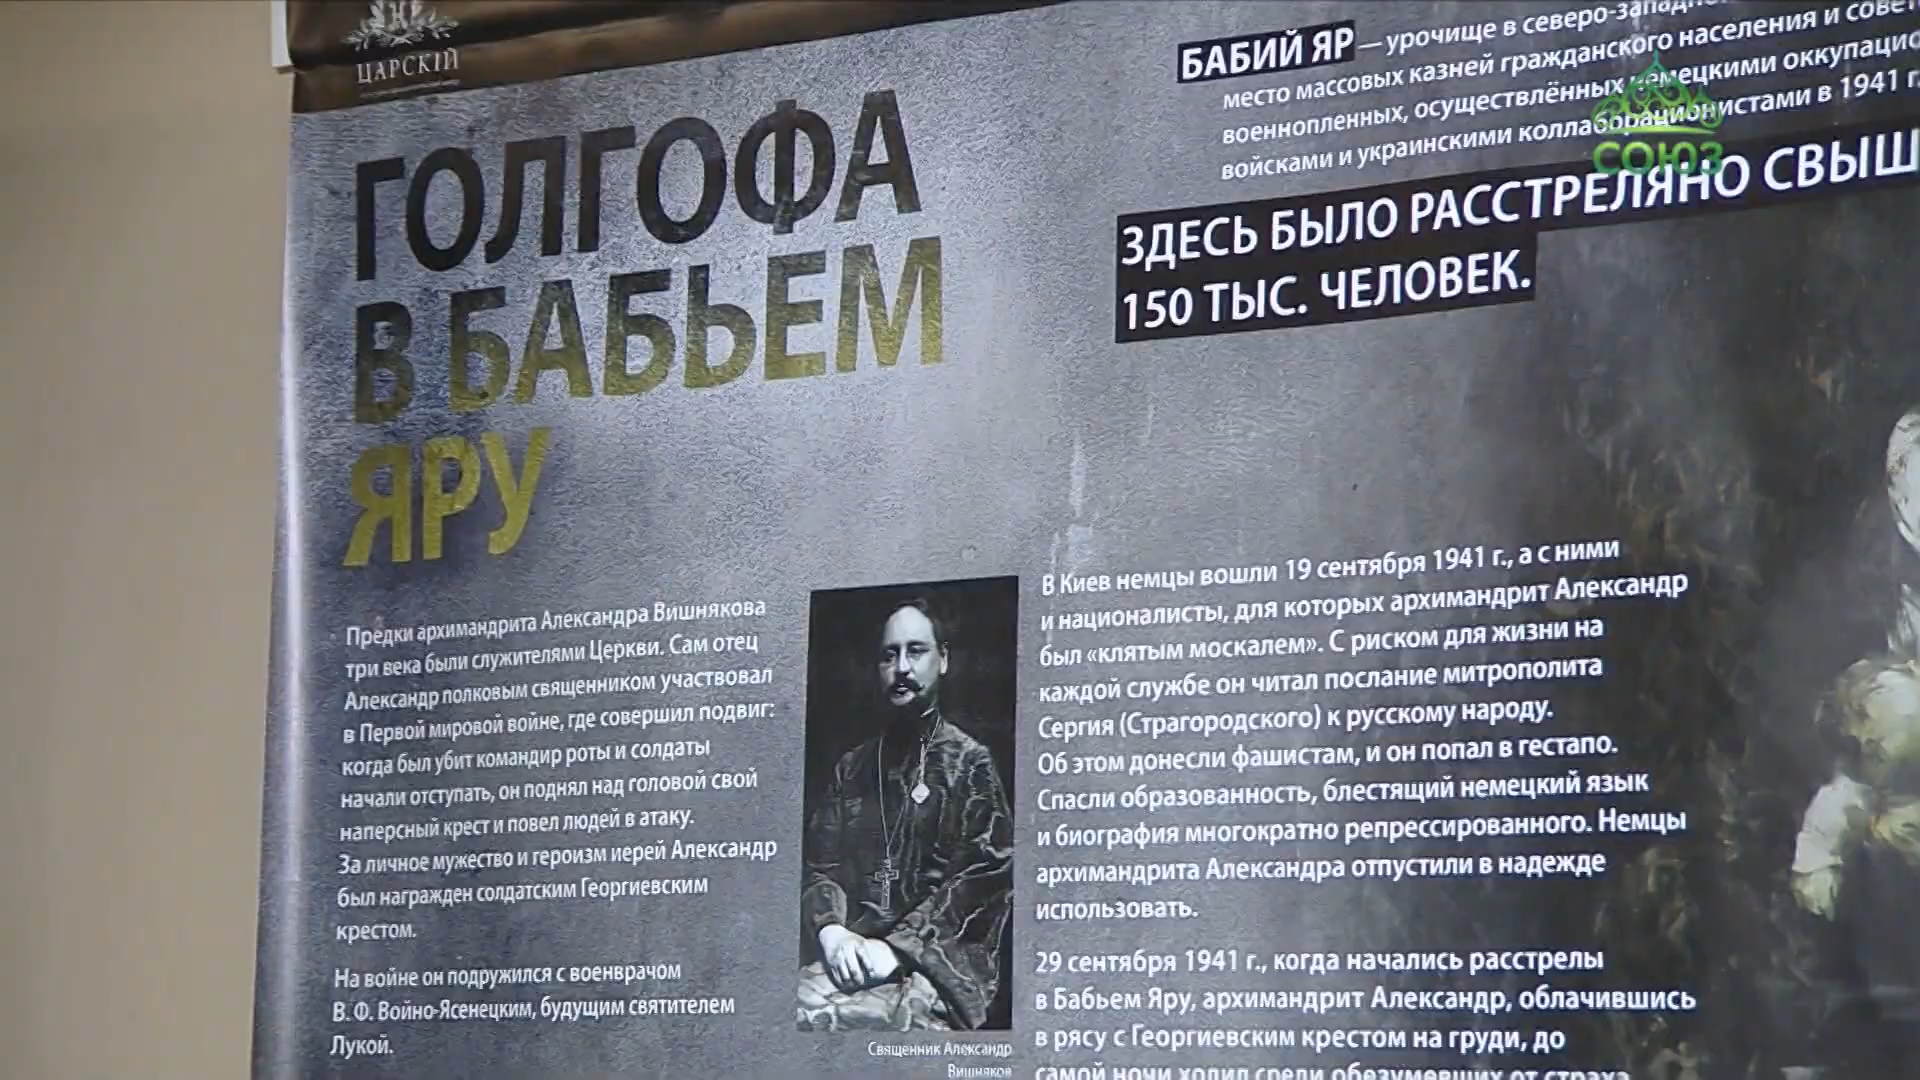 ЦАРСКIЙ
ГОЛГОФА
В БАБЬЕМ
ЯРУ
Предки архимандрита Александра Вишнякова
три века были служителями Церкви. Сам отец
Александр полковым священником участвовал
в Первой мировой войне, где совершил подвиг:
когда был убит командир роты и солдаты
начали отступать, он поднял над головой свой
наперсный крест и повел людей в атаку.
За личное мужество и героизм иерей Александр
был награжден солдатским Георгиевским
крестом.
На войне он подружился с военврачом
В. Ф. Войно-Ясенецким, будущим святителем
Лукой.
Священник Александр
Вишняков
БАБИЙ ЯР — урочище в северо-западн
место массовых казней гражданского населения и совет
военнопленных, осуществлённых немецкими оккупацио
войсками и украинскими коллаборационистами в 1941 г.
СОЮЗ
ЗДЕСЬ БЫЛО РАССТРЕЛЯНО СВЫШ
150 ТЫС. ЧЕЛОВЕК.
В Киев немцы вошли 19 сентября 1941 г., а с ними
и националисты, для которых архимандрит Александр
был «клятым москалем». С риском для жизни на
каждой службе он читал послание митрополита
Сергия (Страгородского) к русскому народу.
Об этом донесли фашистам, и он попал в гестапо.
Спасли образованность, блестящий немецкий язык
и биография многократно репрессированного. Немцы
архимандрита Александра отпустили в надежде
использовать.
29 сентября 1941 г., когда начались расстрелы
в Бабьем Яру, архимандрит Александр, облачившись
в рясу с Георгиевским крестом на груди, до
самой ночи ходил среди обезумевших от страха